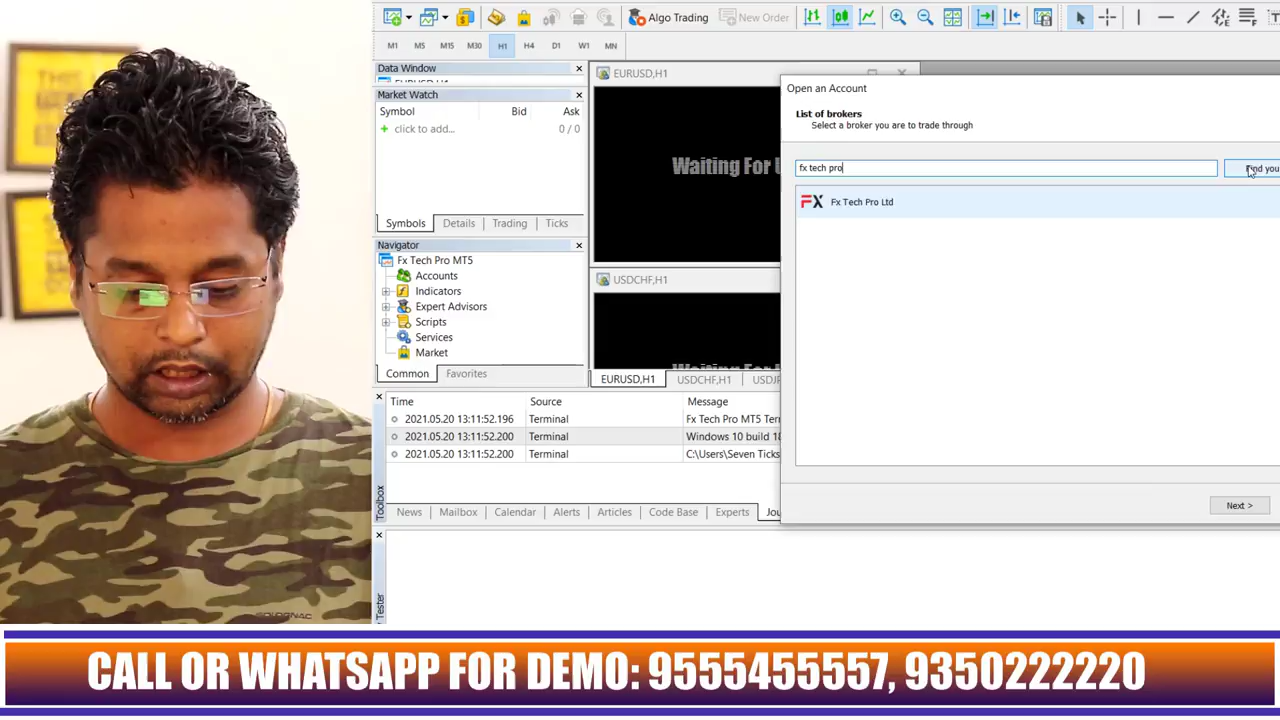 Algo Trading
New Order
M1 M5 M15 M30 H1 H4 D1 W1 MN
Data Window
Market Watch
Symbol Bid Ask
click to add... 0 / 0
Symbols Details Trading Ticks
Navigator
Fx Tech Pro MT5
Accounts
Indicators
Expert Advisors
Scripts
Services
Market
Common Favorites
EURUSD,H1
Waiting For U
USDCHF,H1
EURUSD,H1 USDCHF,H1 USDJP
Open an Account
List of brokers
Select a broker you are to trade through
fx tech pro
Find you
FX Fx Tech Pro Ltd
Next >
Time Source Message
2021.05.20 13:11:52.196 Terminal Fx Tech Pro MT5 Ter
2021.05.20 13:11:52.200 Terminal Windows 10 build 18
2021.05.20 13:11:52.200 Terminal C:\Users\Seven Ticks
Toolbox
News Mailbox Calendar Alerts Articles Code Base Experts Jou
Tester
CALL OR WHATSAPP FOR DEMO: 9555455557, 9350222220